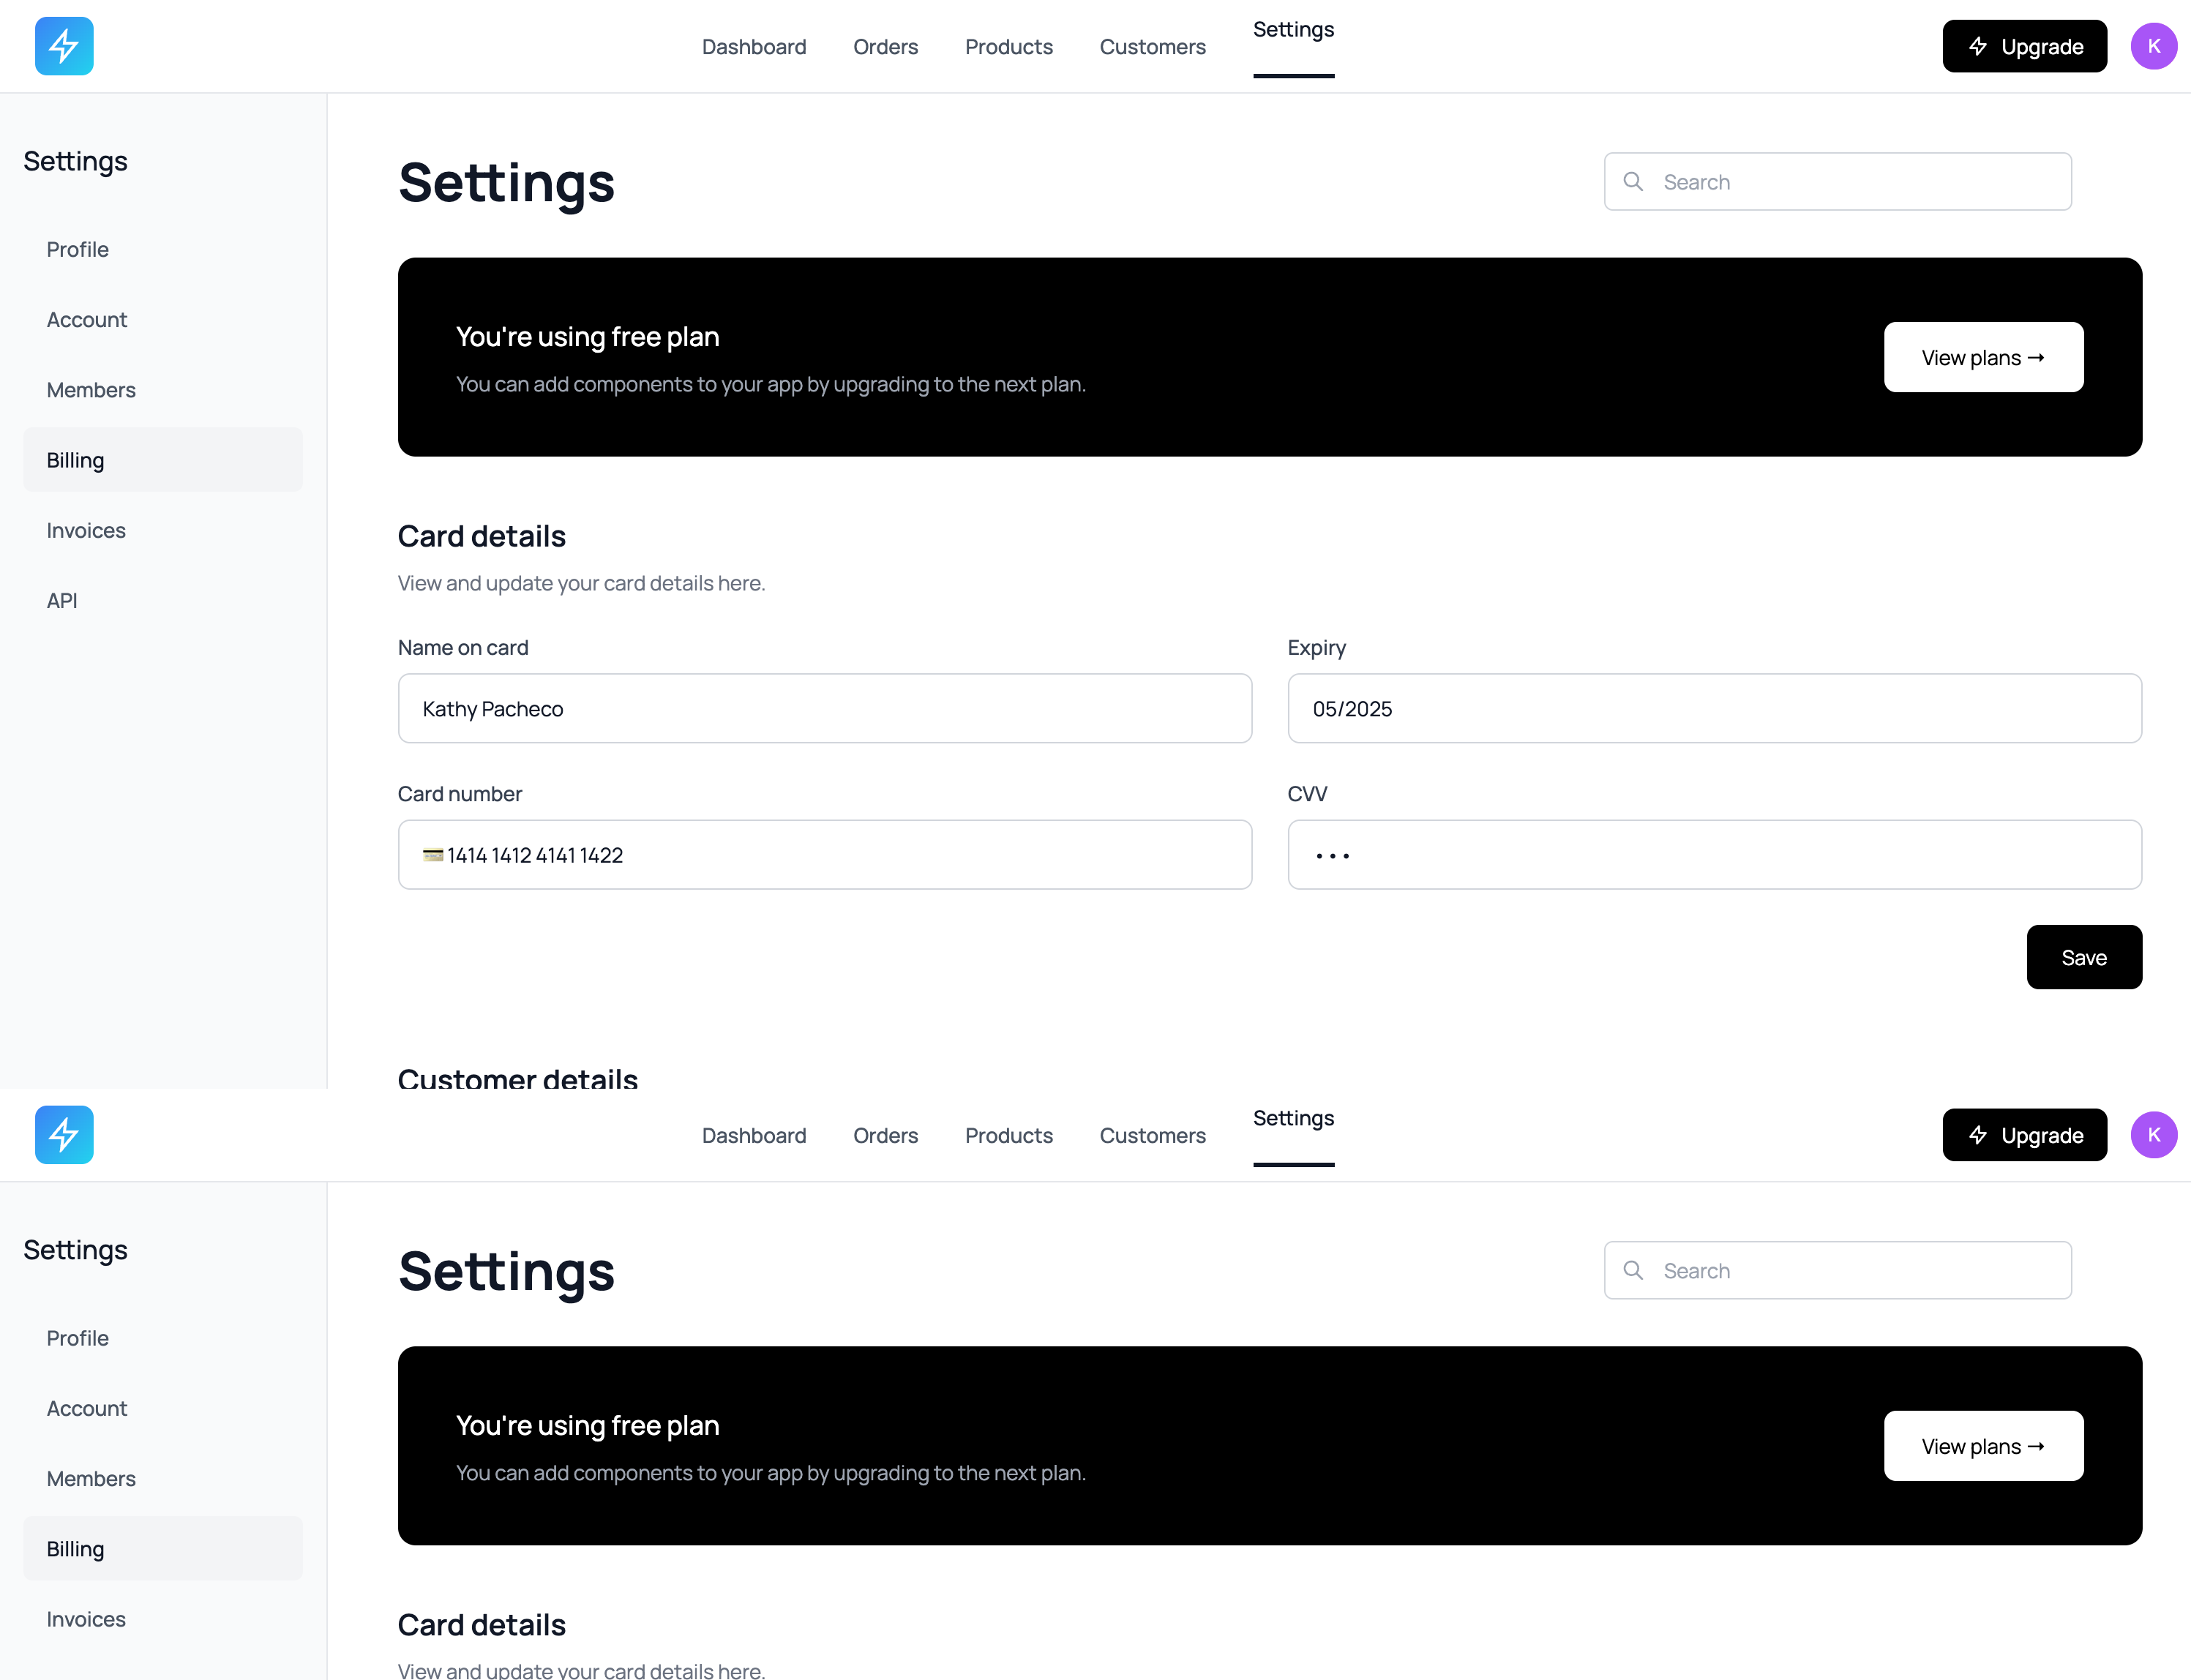 Dashboard Orders Products Customers Settings
Upgrade K
Settings
Profile
Account
Members
Billing
Invoices
API
Settings
Search
You're using free plan
You can add components to your app by upgrading to the next plan.
View plans →
Card details
View and update your card details here.
Name on card
Kathy Pacheco
Expiry
05/2025
Card number
💳 1414 1412 4141 1422
CVV
•••
Save
Customer details
Dashboard Orders Products Customers Settings
Upgrade K
Settings
Profile
Account
Members
Billing
Invoices
Settings
Search
You're using free plan
You can add components to your app by upgrading to the next plan.
View plans →
Card details
View and update your card details here.